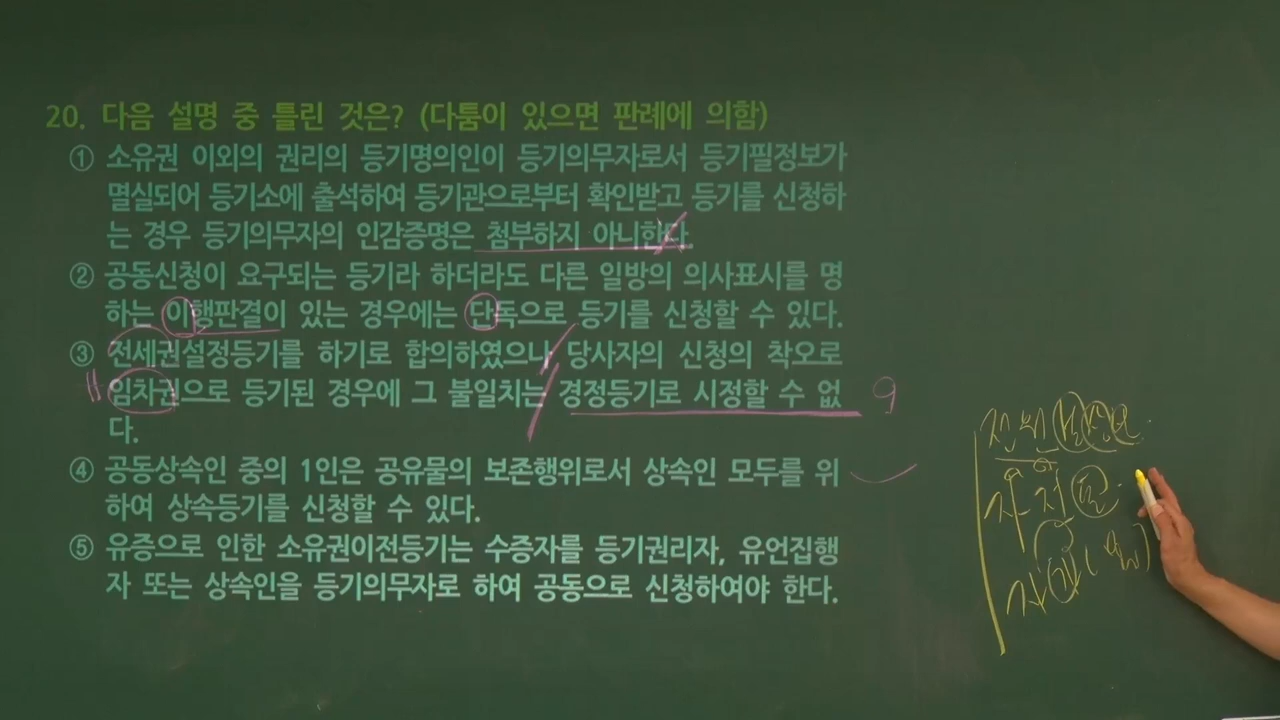 20. 다음 설명 중 틀린 것은? (다툼이 있으면 판례에 의함)
① 소유권 이외의 권리의 등기명의인이 등기의무자로서 등기필정보가
멸실되어 등기소에 출석하여 등기관으로부터 확인받고 등기를 신청하
는 경우 등기의무자의 인감증명은 첨부하지 아니한다.
② 공동신청이 요구되는 등기라 하더라도 다른 일방의 의사표시를 명
하는 이행판결이 있는 경우에는 단독으로 등기를 신청할 수 있다.
③ 전세권설정등기를 하기로 합의하였으나 당사자의 신청의 착오로
임차권으로 등기된 경우에 그 불일치는 경정등기로 시정할 수 없
다.
④ 공동상속인 중의 1인은 공유물의 보존행위로서 상속인 모두를 위
하여 상속등기를 신청할 수 있다.
⑤ 유증으로 인한 소유권이전등기는 수증자를 등기권리자, 유언집행
자 또는 상속인을 등기의무자로 하여 공동으로 신청하여야 한다.